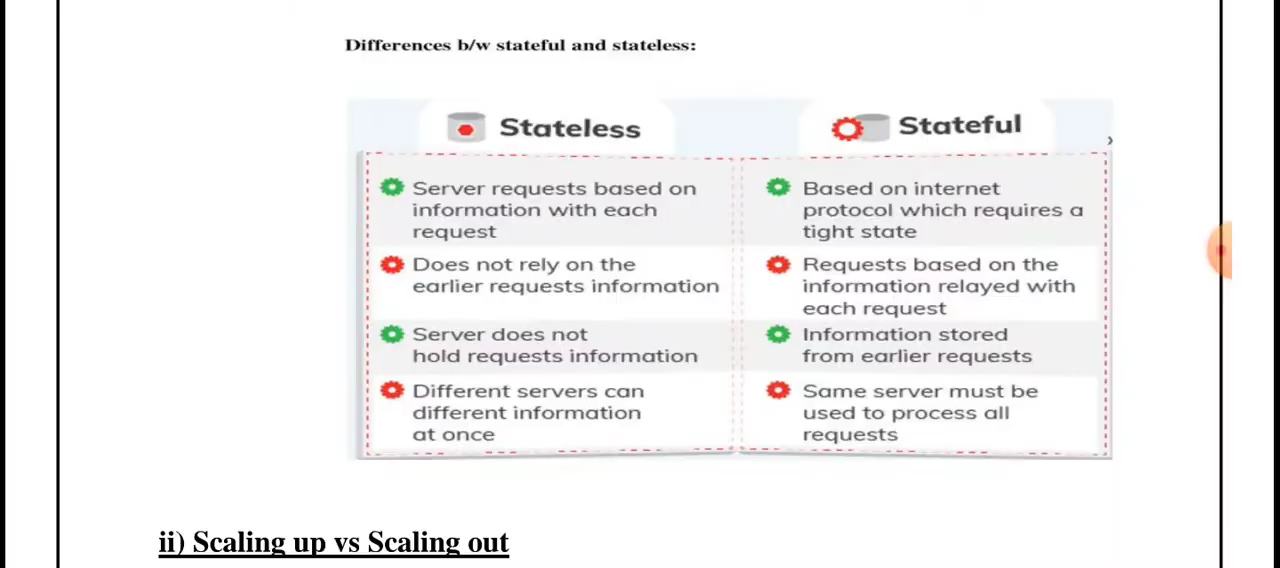 Differences b/w stateful and stateless:
Stateless
Server requests based on
information with each
request
Does not rely on the
earlier requests information
Server does not
hold requests information
Different servers can
different information
at once
Stateful
Based on internet
protocol which requires a
tight state
Requests based on the
information relayed with
each request
Information stored
from earlier requests
Same server must be
used to process all
requests
ii) Scaling up vs Scaling out